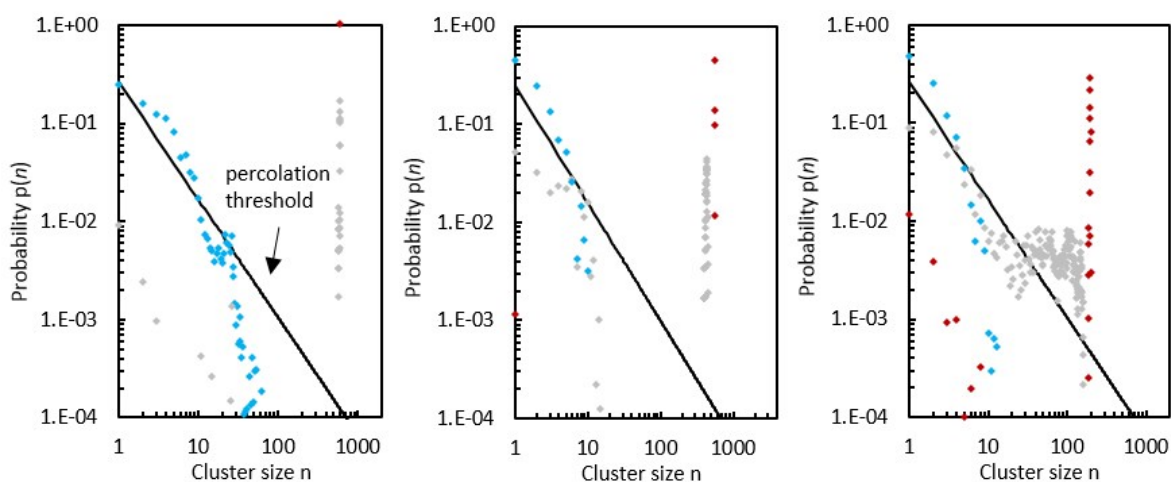 1.E+00
1.E-01
1.E-02
1.E-03
1.E-04
Probability p(n)
percolation
threshold
1
10
100
1000
Cluster size n
1.E+00
1.E-01
1.E-02
1.E-03
1.E-04
Probability p(n)
1
10
100
1000
Cluster size n
1.E+00
1.E-01
1.E-02
1.E-03
1.E-04
Probability p(n)
1
10
100
1000
Cluster size n